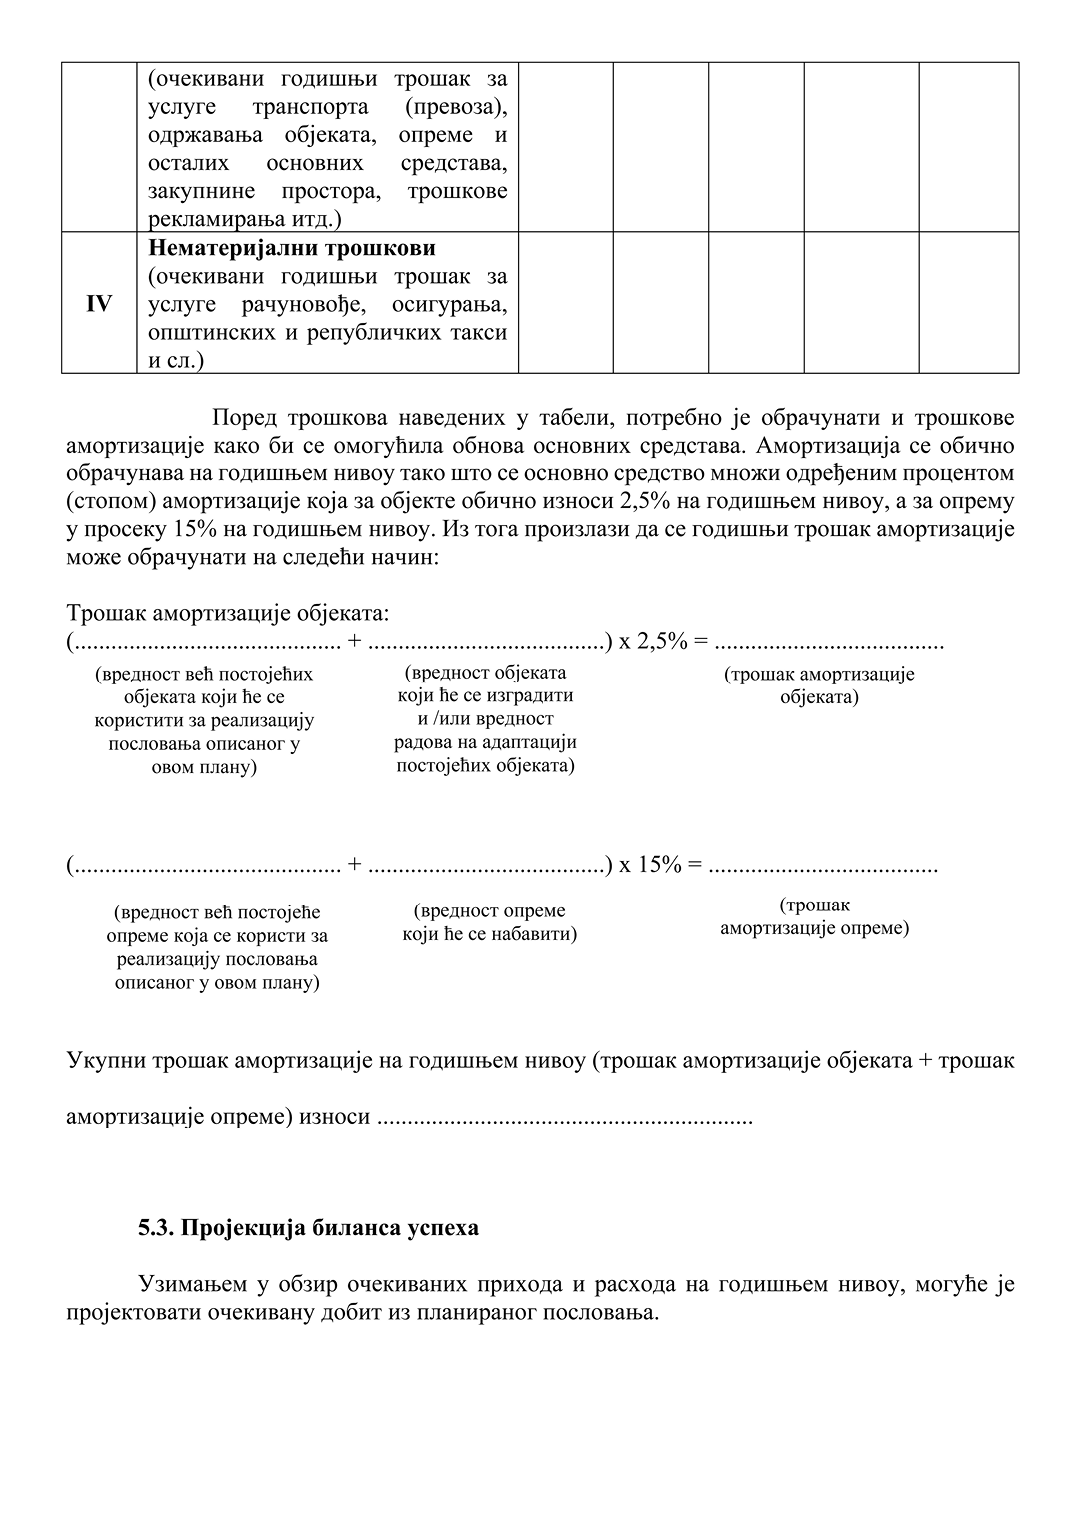 (очекивани годишњи трошак за
услуге транспорта (превоза),
одржавања објеката, опреме и
осталих основних средстава,
закупнине простора, трошкове
рекламирања итд.)
IV
Нематеријални трошкови
(очекивани годишњи трошак за
услуге рачуновође, осигурања,
општинских и републичких такси
и сл.)
Поред трошкова наведених у табели, потребно је обрачунати и трошкове
амортизације како би се омогућила обнова основних средстава. Амортизација се обично
обрачунава на годишњем нивоу тако што се основно средство множи одређеним процентом
(стопом) амортизације која за објекте обично износи 2,5% на годишњем нивоу, а за опрему
у просеку 15% на годишњем нивоу. Из тога произлази да се годишњи трошак амортизације
може обрачунати на следећи начин:
Трошак амортизације објеката:
(............................................ + .......................................) x 2,5% = ......................................
(вредност већ постојећих
објеката који ће се
користити за реализацију
пословања описаног у
овом плану)
(вредност објеката
који ће се изградити
и /или вредност
радова на адаптацији
постојећих објеката)
(трошак амортизације
објеката)
(............................................ + .......................................) x 15% = ......................................
(вредност већ постојеће
опреме која се користи за
реализацију пословања
описаног у овом плану)
(вредност опреме
који ће се набавити)
(трошак
амортизације опреме)
Укупни трошак амортизације на годишњем нивоу (трошак амортизације објеката + трошак
амортизације опреме) износи ..............................................................
5.3. Пројекција биланса успеха
Узимањем у обзир очекиваних прихода и расхода на годишњем нивоу, могуће је
пројектовати очекивану добит из планираног пословања.